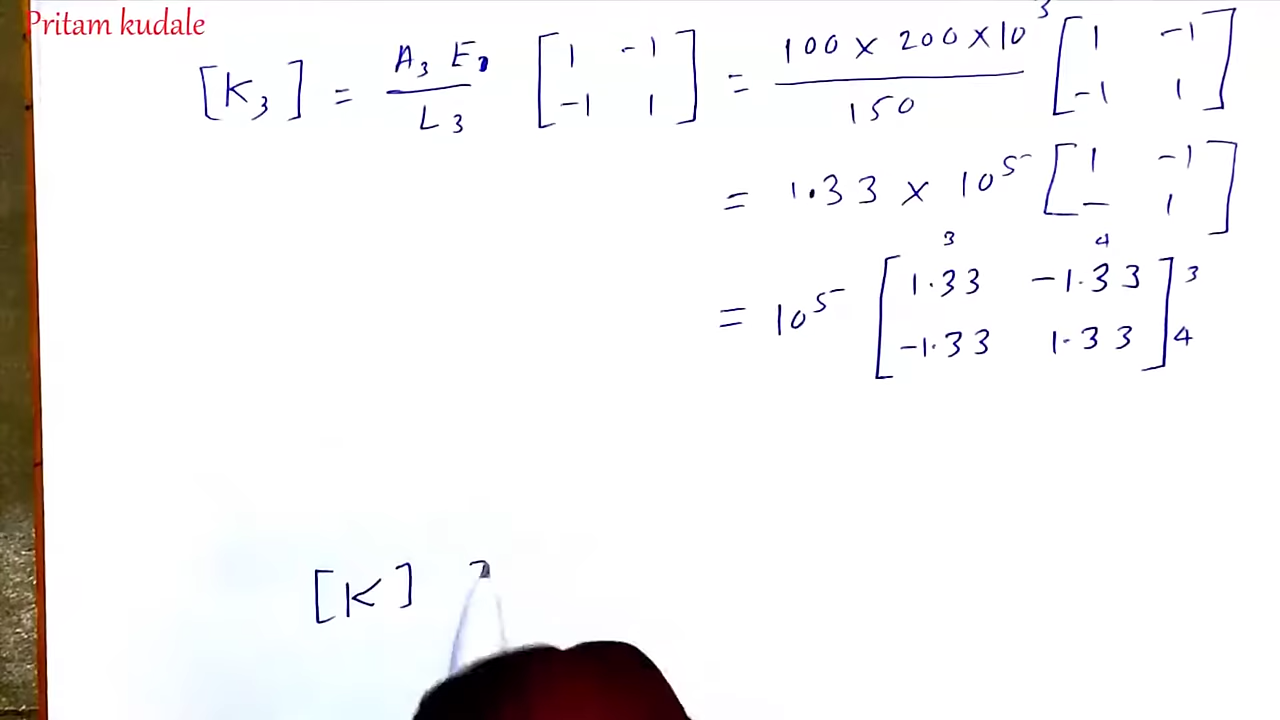 Pritam kudale
[K3] = A3 E3 / L3 [1 -1; -1 1] = 100 × 200 × 10^3 / 150 [1 -1; -1 1]
= 1.33 × 10^5 [1 -1; - 1]
3 4
= 10^5 [1.33 -1.33; -1.33 1.33] 3 4
[K] =